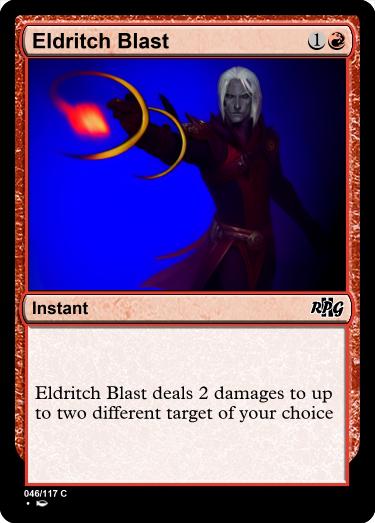 Eldritch Blast 1
Instant RPG
Eldritch Blast deals 2 damages to up
to two different target of your choice
046/117 C